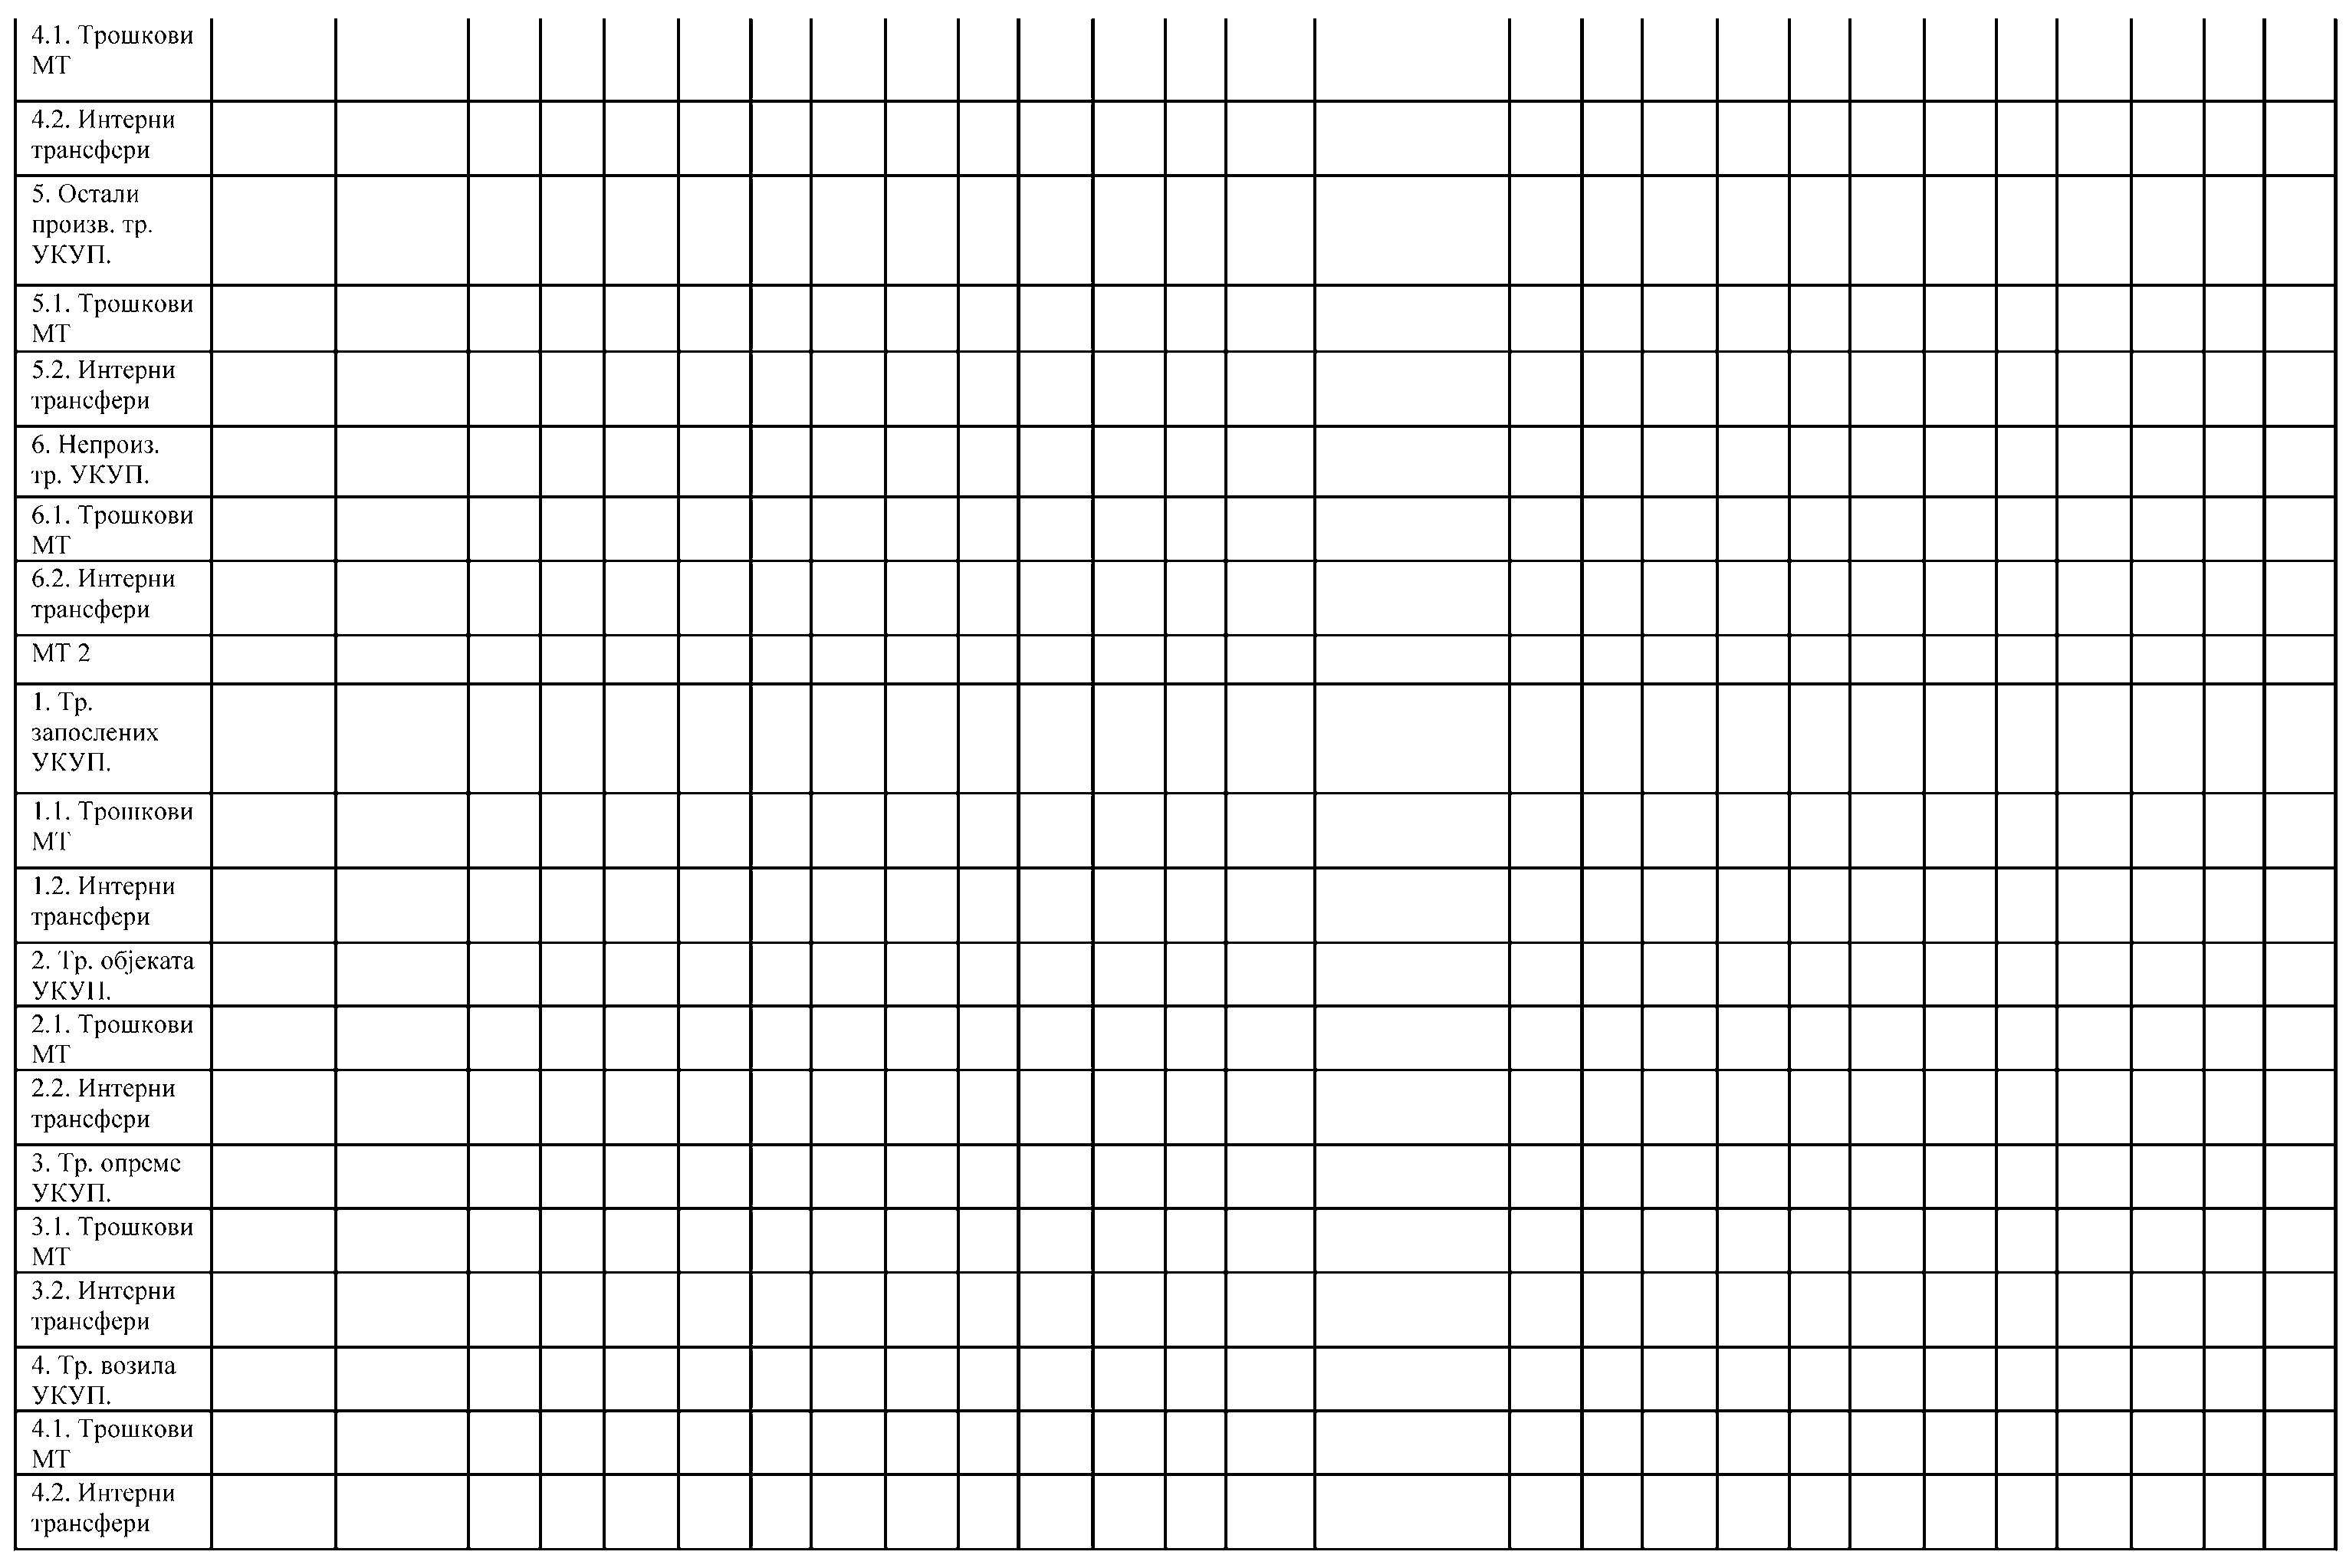 4.1. Трошкови
МТ
4.2. Интерни
трансфери
5. Остали
произв. тр.
УКУП.
5.1. Трошкови
МТ
5.2. Интерни
трансфери
6. Непроиз.
тр. УКУП.
6.1. Трошкови
МТ
6.2. Интерни
трансфери
МТ 2
1. Тр.
запослених
УКУП.
1.1. Трошкови
МТ
1.2. Интерни
трансфери
2. Тр. објеката
УКУП.
2.1. Трошкови
МТ
2.2. Интерни
трансфери
3. Тр. опреме
УКУП.
3.1. Трошкови
МТ
3.2. Интерни
трансфери
4. Тр. возила
УКУП.
4.1. Трошкови
МТ
4.2. Интерни
трансфери